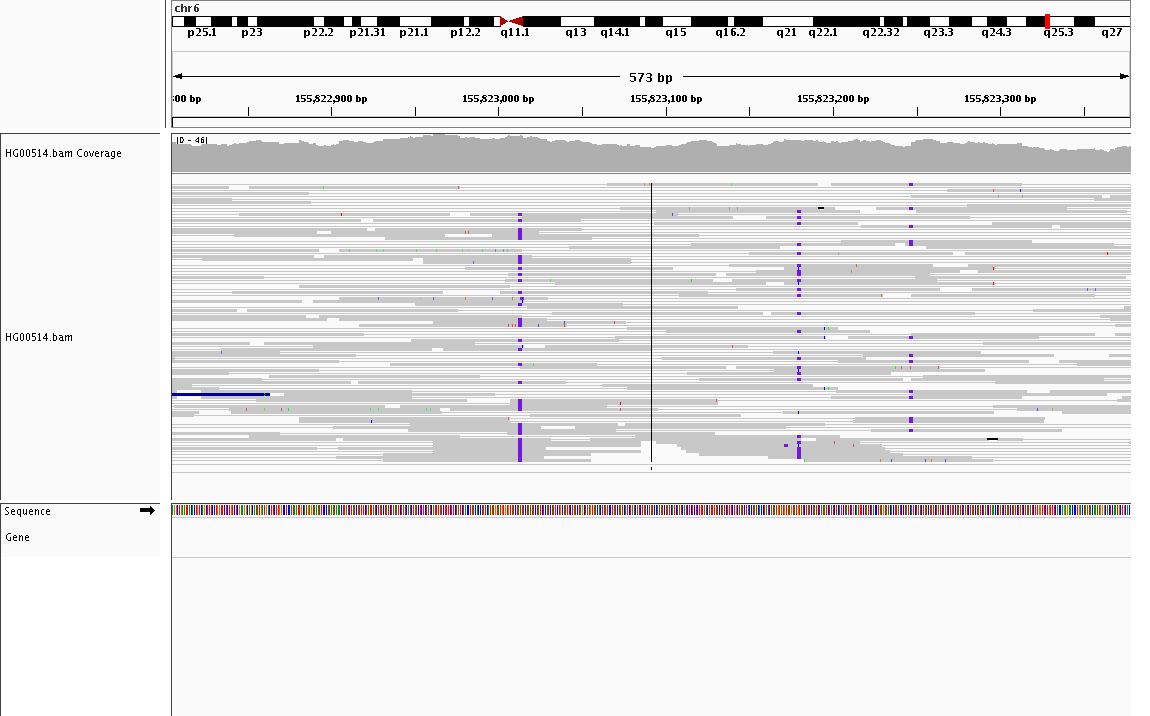 chr6
p25.1 p23 p22.2 p21.31 p21.1 p12.2 q11.1 q13 q14.1 q15 q16.2 q21 q22.1 q22.32 q23.3 q24.3 q25.3 q27
573 bp
00 bp 155,822,900 bp 155,823,000 bp 155,823,100 bp 155,823,200 bp 155,823,300 bp
[0 - 46]
HG00514.bam Coverage
HG00514.bam
Sequence
Gene